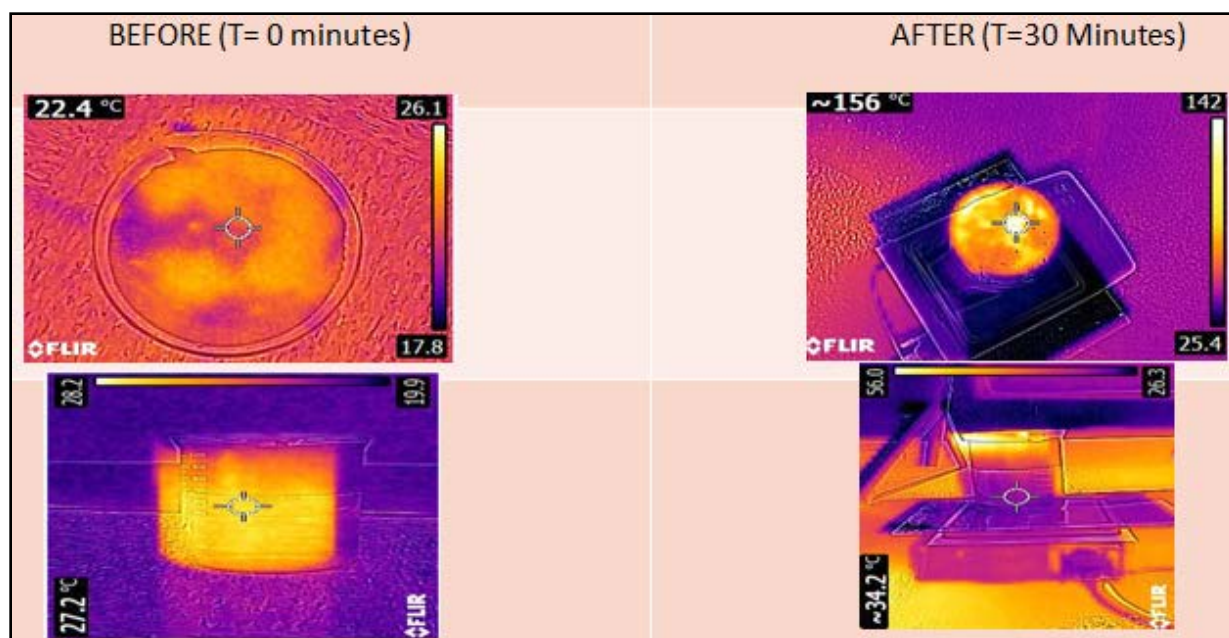 BEFORE (T= 0 minutes)
AFTER (T=30 Minutes)
22.4 °C
26.1
17.8
FLIR
~156 °C
142
25.4
FLIR
28.2
19.9
27.2 °C
FLIR
56.0
26.3
~34.2 °C
FLIR